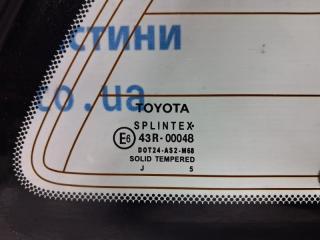 стини
co.ua
TOYOTA
SPLINTEX
E6 43R-00048
DOT24-AS2-M68
SOLID TEMPERED
J 5